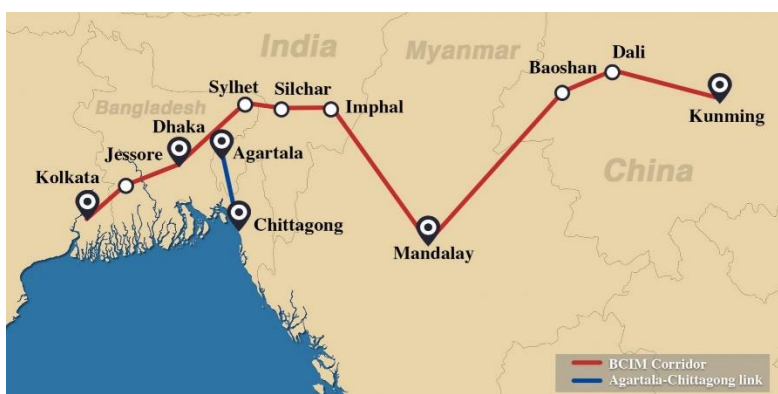 India
Myanmar
China
Bangladesh
Kolkata
Jessore
Dhaka
Sylhet
Silchar
Imphal
Agartala
Chittagong
Mandalay
Baoshan
Dali
Kunming
BCIM Corridor
Agartala-Chittagong link